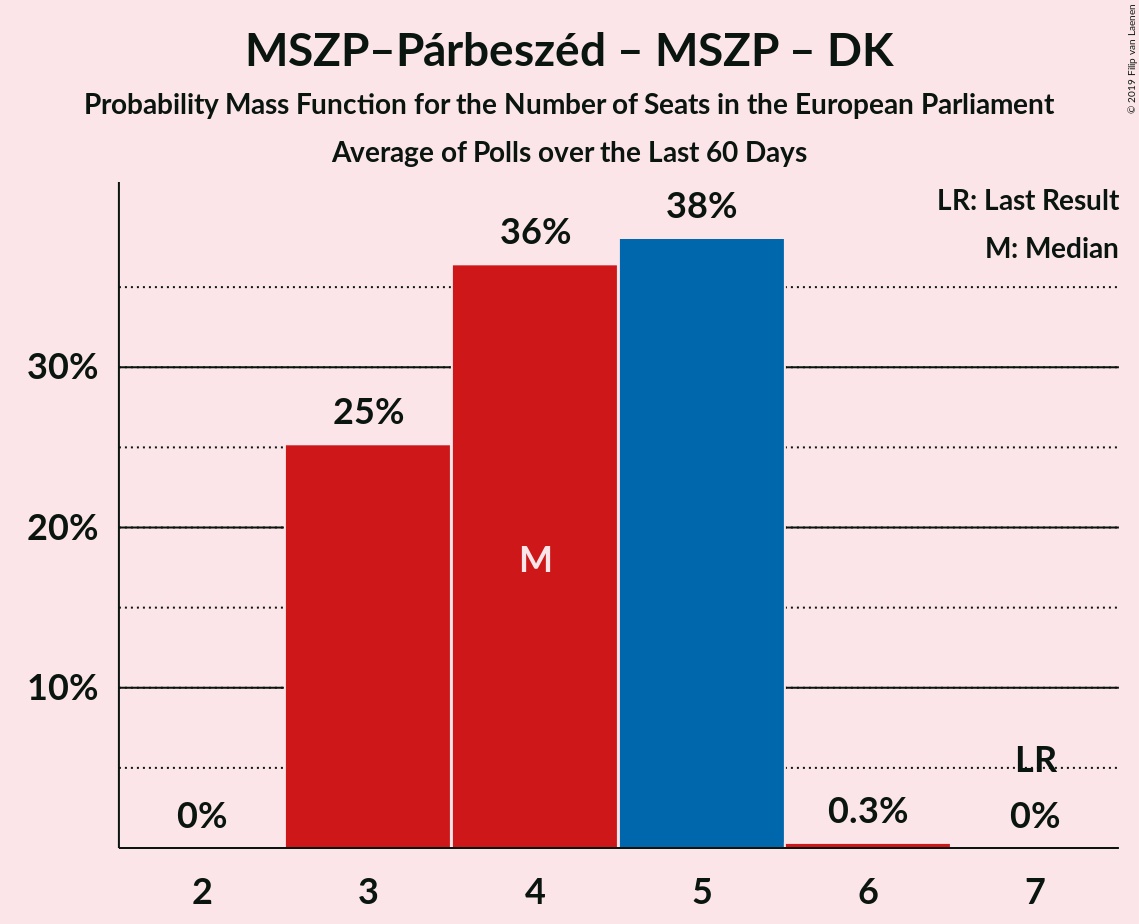 MSZP–Párbeszéd – MSZP – DK
Probability Mass Function for the Number of Seats in the European Parliament
Average of Polls over the Last 60 Days
© 2019 Filip van Laenen
LR: Last Result
M: Median
38%
36%
30%
25%
20%
M
10%
LR
0%
0.3%
0%
2 3 4 5 6 7